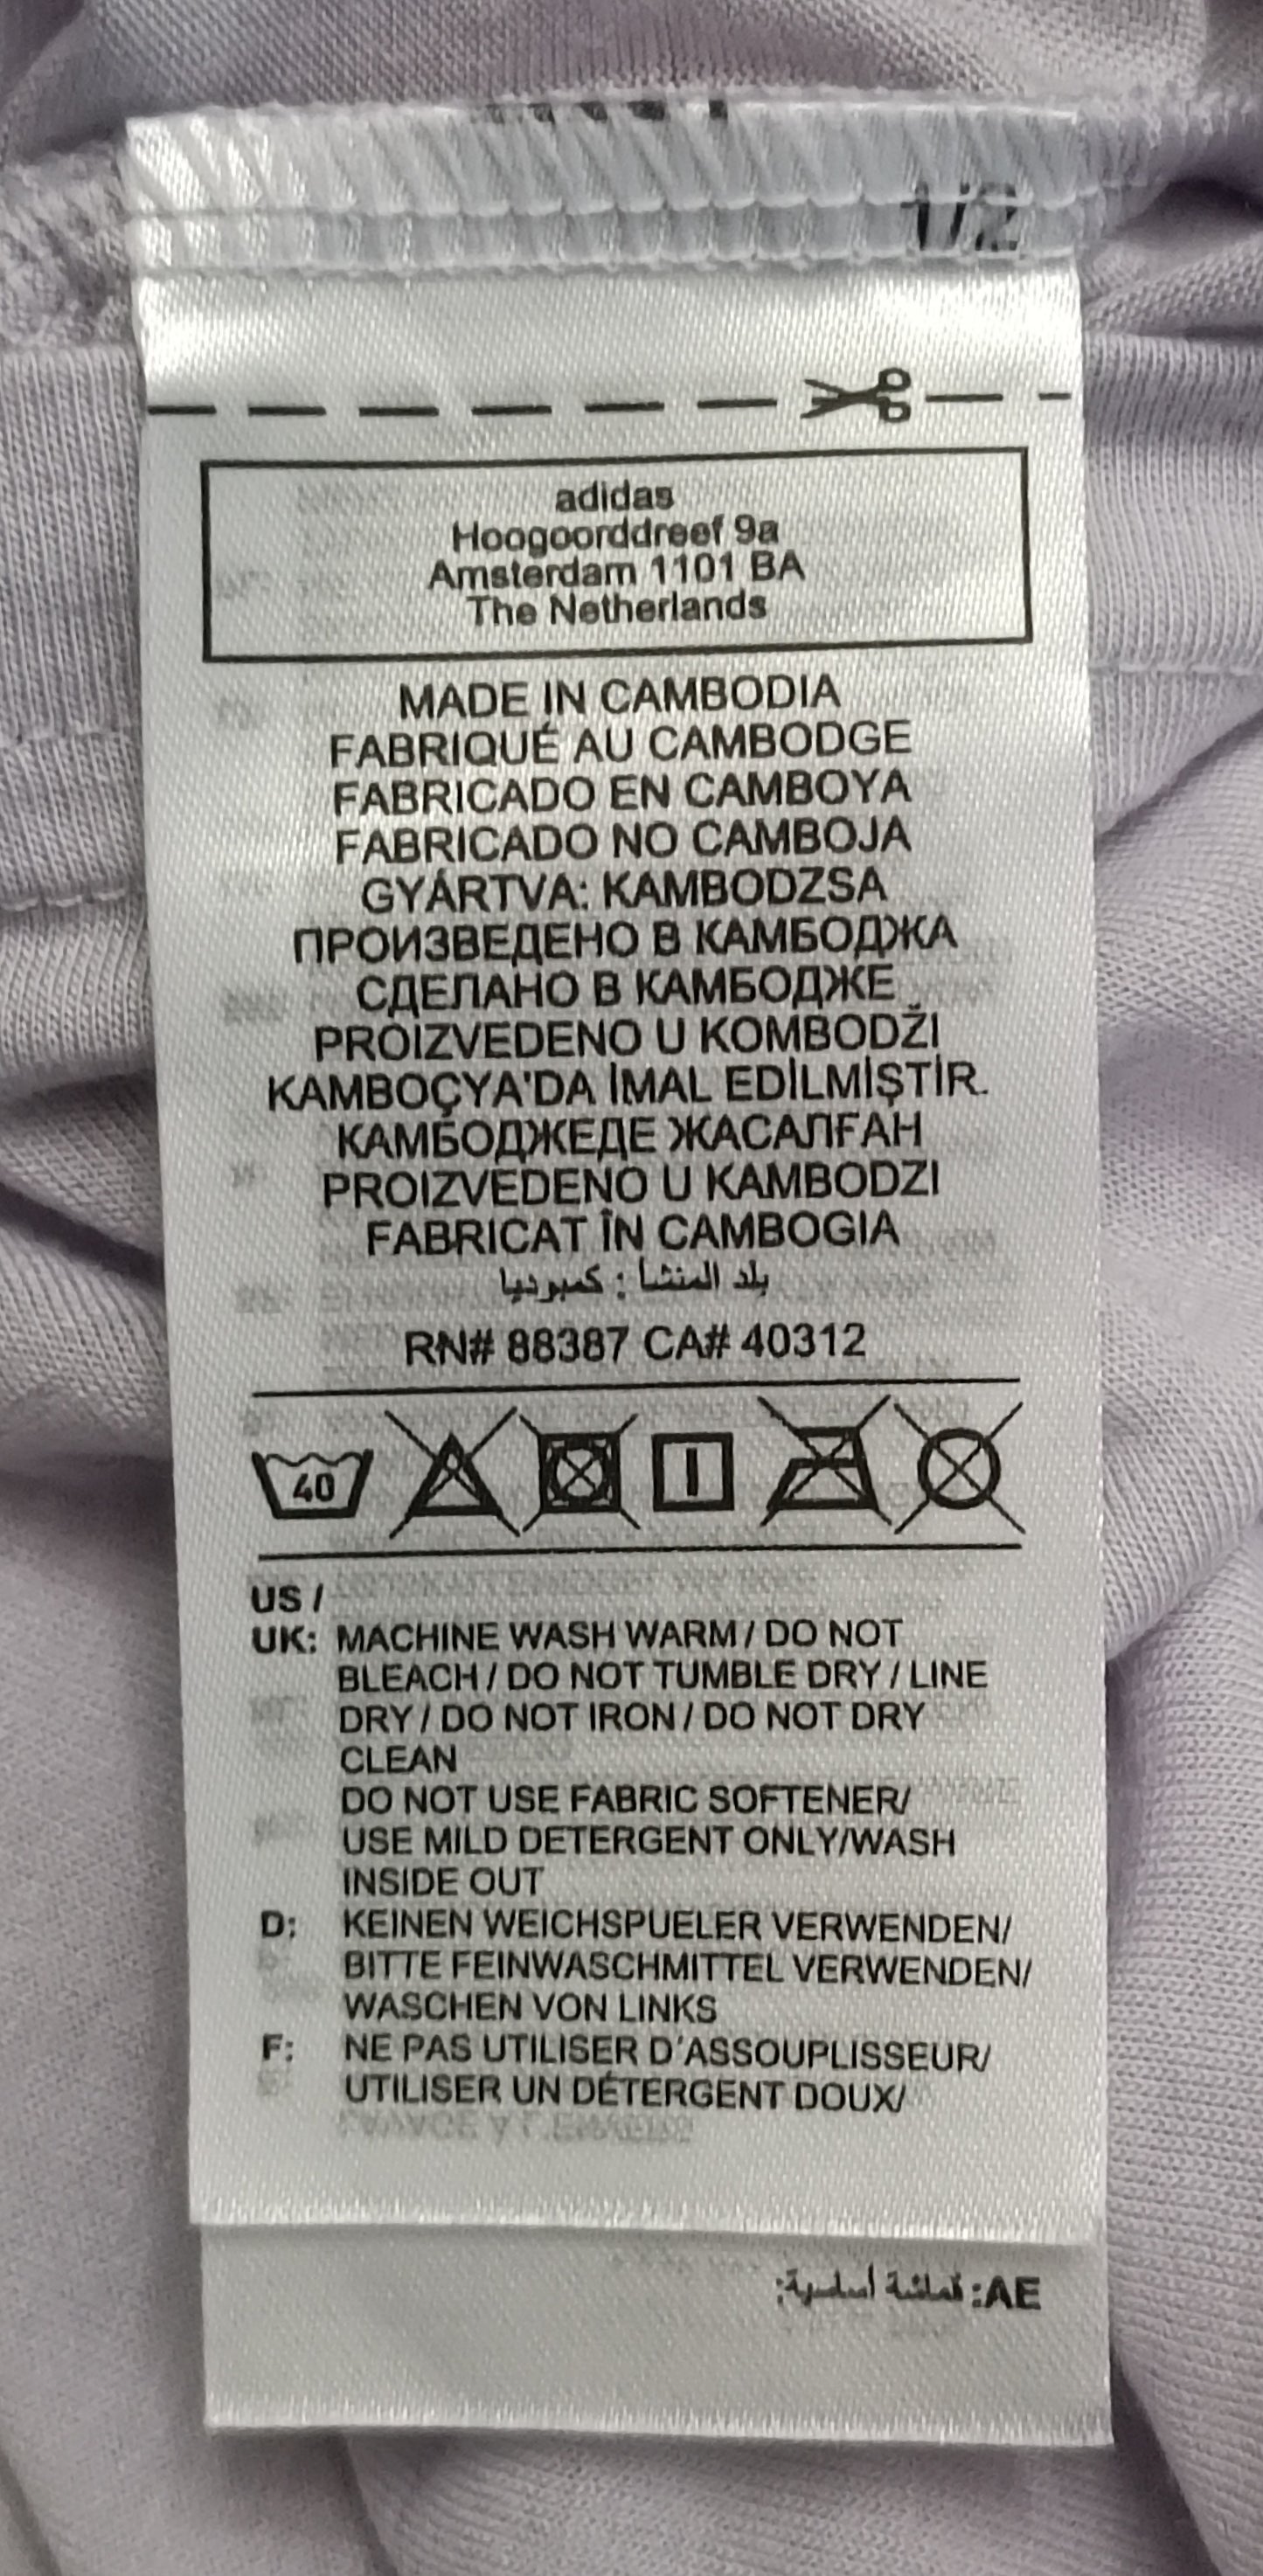 1/2
adidas
Hoogoorddreef 9a
Amsterdam 1101 BA
The Netherlands
MADE IN CAMBODIA
FABRIQUÉ AU CAMBODGE
FABRICADO EN CAMBOYA
FABRICADO NO CAMBOJA
GYÁRTVA: KAMBODZSA
ПРОИЗВЕДЕНО В КАМБОДЖА
СДЕЛАНО В КАМБОДЖЕ
PROIZVEDENO U KOMBODŽI
KAMBOÇYA'DA İMAL EDİLMİŞTİR.
КАМБОДЖЕДЕ ЖАСАЛҒАН
PROIZVEDENO U KAMBODZI
FABRICAT ÎN CAMBOGIA
بلد المنشأ : كمبوديا
RN# 88387 CA# 40312
40
US /
UK: MACHINE WASH WARM / DO NOT
BLEACH / DO NOT TUMBLE DRY / LINE
DRY / DO NOT IRON / DO NOT DRY
CLEAN
DO NOT USE FABRIC SOFTENER/
USE MILD DETERGENT ONLY/WASH
INSIDE OUT
D: KEINEN WEICHSPUELER VERWENDEN/
BITTE FEINWASCHMITTEL VERWENDEN/
WASCHEN VON LINKS
F: NE PAS UTILISER D'ASSOUPLISSEUR/
UTILISER UN DÉTERGENT DOUX/
AE: قماشة أساسية: